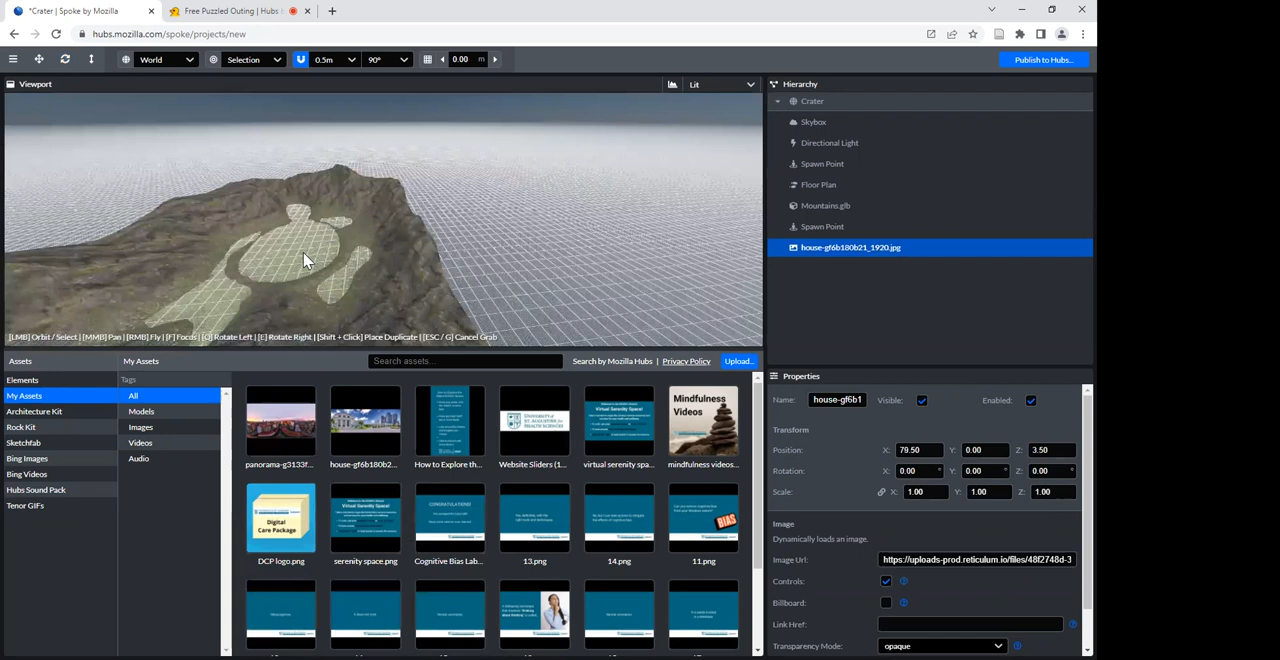 *Crater | Spoke by Mozilla
Free Puzzled Outing | Hubs
hubs.mozilla.com/spoke/projects/new
World
Selection
0.5m
90°
0.00 m
Publish to Hubs...
Viewport
Lit
Hierarchy
Crater
Skybox
Directional Light
Spawn Point
Floor Plan
Mountains.glb
Spawn Point
house-gf6b180b21_1920.jpg
[LMB] Orbit / Select | [MMB] Pan | [RMB] Fly | [F] Focus | [Q] Rotate Left | [E] Rotate Right | [Shift + Click] Place Duplicate | [ESC / G] Cancel Grab
Assets
My Assets
Search assets...
Search by Mozilla Hubs | Privacy Policy
Upload...
Elements
My Assets
Architecture Kit
Rock Kit
Sketchfab
Bing Images
Bing Videos
Hubs Sound Pack
Tenor GIFs
Tags
All
Models
Images
Videos
Audio
Mindfulness
Videos
panorama-g3133f...
house-gf6b180b2...
How to Explore th...
Website Sliders (1...
virtual serenity spa...
mindfulness videos...
Digital
Care Package
CONGRATULATIONS!
BIAS
DCP logo.png
serenity space.png
Cognitive Bias Lab...
13.png
14.png
11.png
Properties
Name: house-gf6b1 Visible: Enabled:
Transform
Position: X: 79.50 Y: 0.00 Z: 3.50
Rotation: X: 0.00 ° Y: 0.00 ° Z: 0.00 °
Scale: X: 1.00 Y: 1.00 Z: 1.00
Image
Dynamically loads an image.
Image Url: https://uploads-prod.reticulum.io/files/48f2748d-3
Controls:
Billboard:
Link Href:
Transparency Mode: opaque